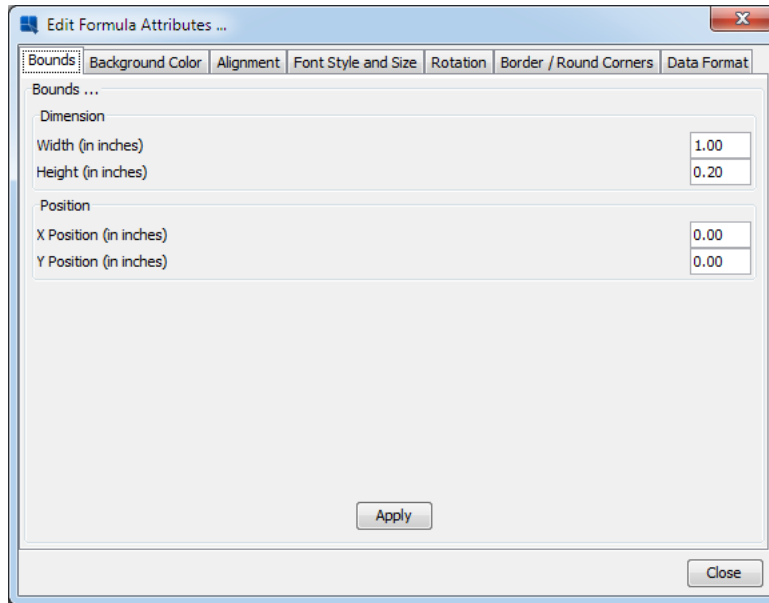 Edit Formula Attributes ...
Bounds Background Color Alignment Font Style and Size Rotation Border / Round Corners Data Format
Bounds ...
Dimension
Width (in inches) 1.00
Height (in inches) 0.20
Position
X Position (in inches) 0.00
Y Position (in inches) 0.00
Apply
Close